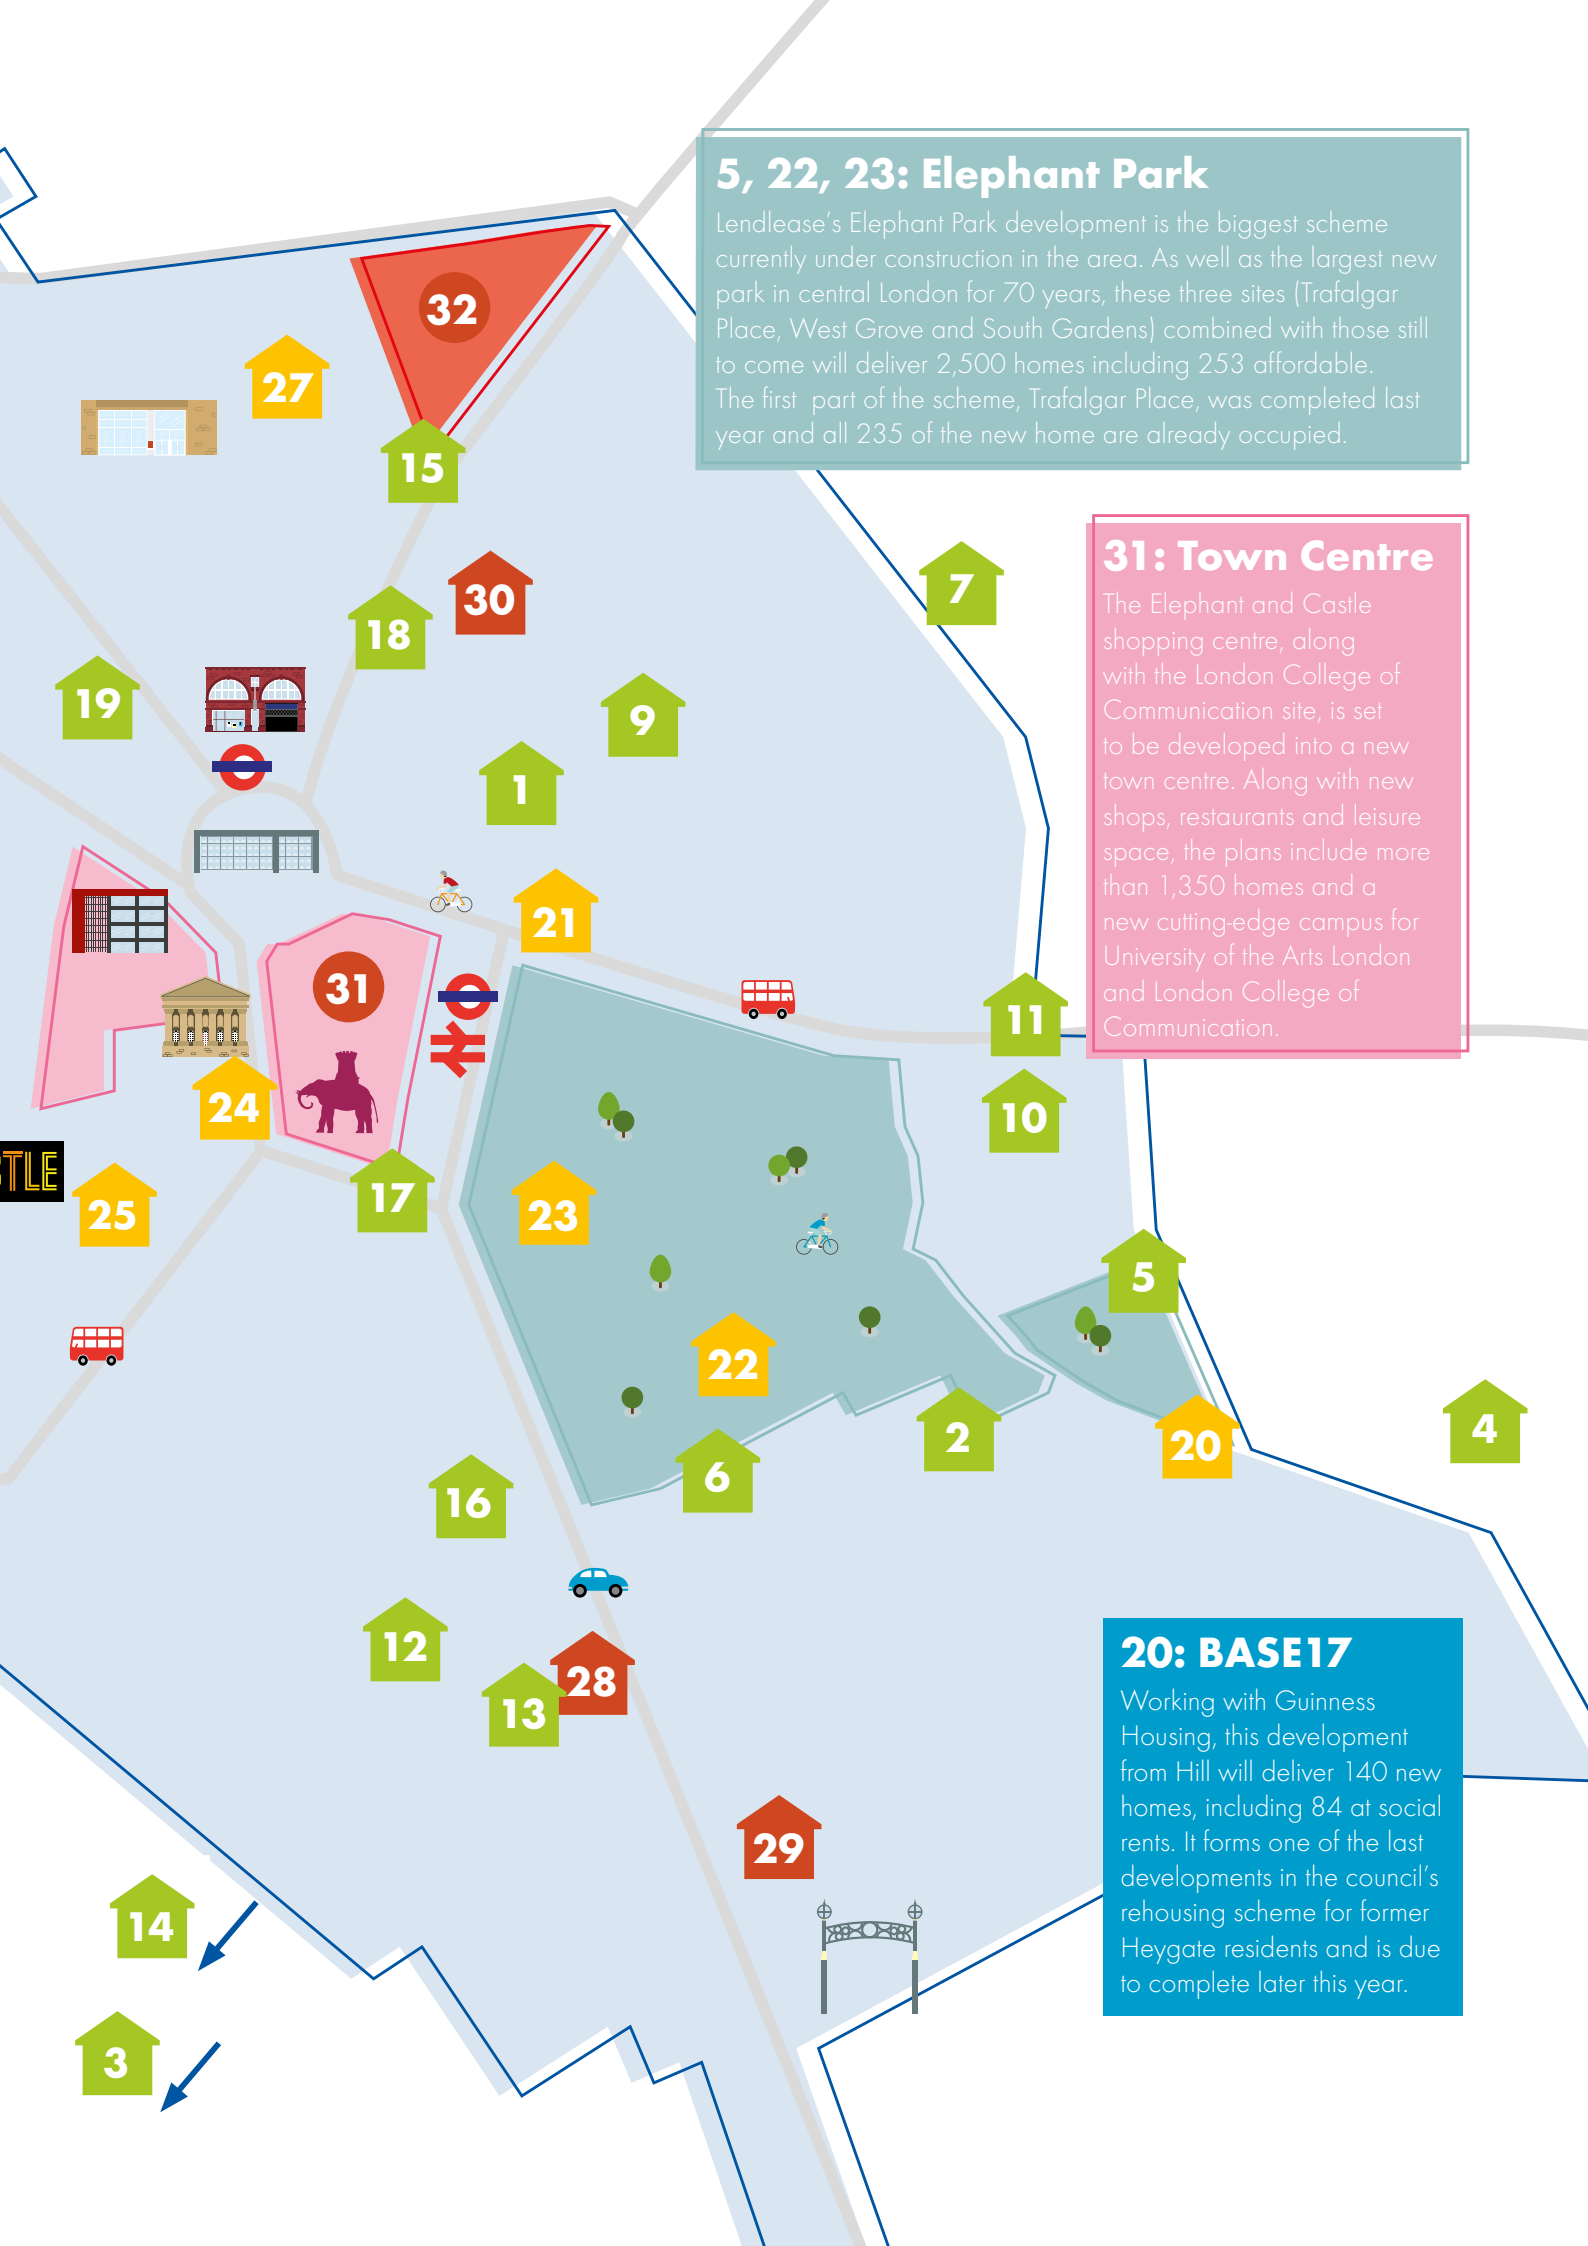 5, 22, 23: Elephant Park
Lendlease’s Elephant Park development is the biggest scheme
currently under construction in the area. As well as the largest new
park in central London for 70 years, these three sites (Trafalgar
Place, West Grove and South Gardens) combined with those still
to come will deliver 2,500 homes including 253 affordable.
The first  part of the scheme, Trafalgar Place, was completed last
year and all 235 of the new home are already occupied.
32
27
15
31: Town Centre
The Elephant and Castle
shopping centre, along
with the London College of
Communication site, is set
to be developed into a new
town centre. Along with new
shops, restaurants and leisure
space, the plans include more
than 1,350 homes and a
new cutting-edge campus for
University of the Arts London
and London College of
Communication.
7
30
18
19
9
1
21
31
11
24
10
TLE
25
17
23
5
22
2
20
4
6
16
12
28
13
20: BASE17
Working with Guinness
Housing, this development
from Hill will deliver 140 new
homes, including 84 at social
rents. It forms one of the last
developments in the council’s
rehousing scheme for former
Heygate residents and is due
to complete later this year.
29
14
3